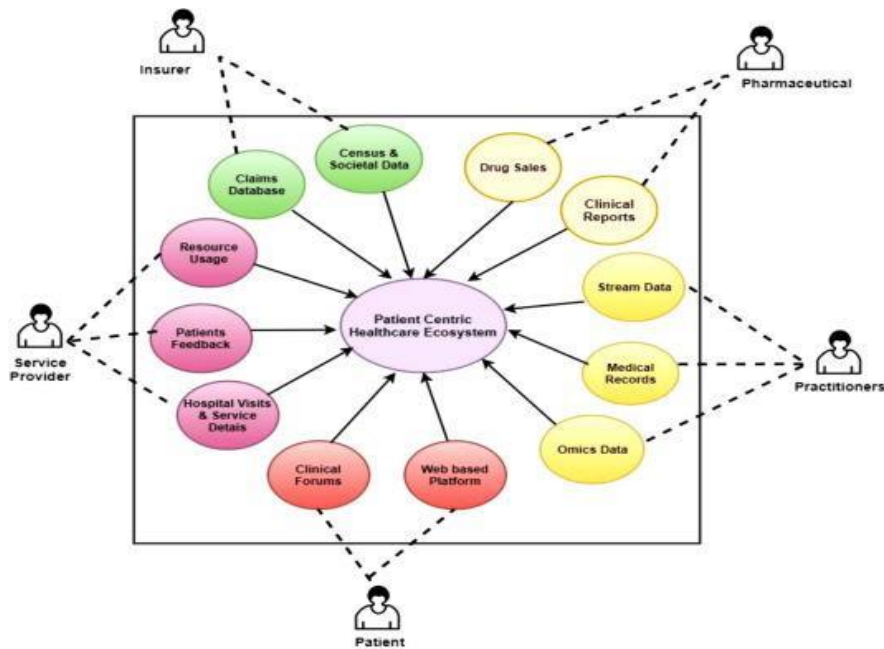 Insurer
Pharmaceutical
Census &
Societal Data
Claims
Database
Drug Sales
Clinical
Reports
Resource
Usage
Stream Data
Patient Centric
Healthcare Ecosystem
Patients
Feedback
Service
Provider
Medical
Records
Practitioners
Hospital Visits
& Service
Detais
Omics Data
Clinical
Forums
Web based
Platform
Patient